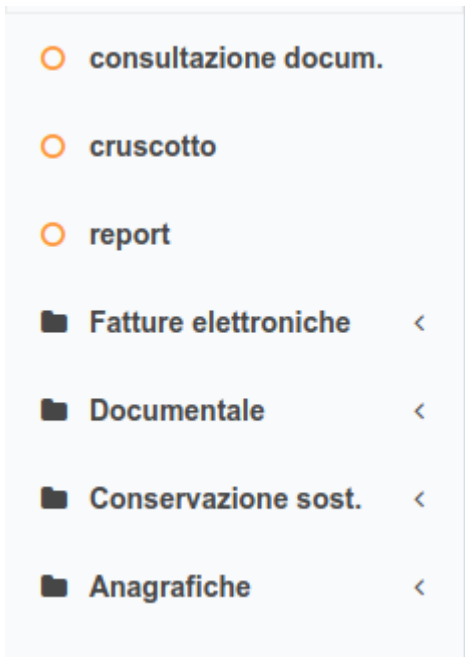 consultazione docum.
cruscotto
report
Fatture elettroniche
Documentale
Conservazione sost.
Anagrafiche